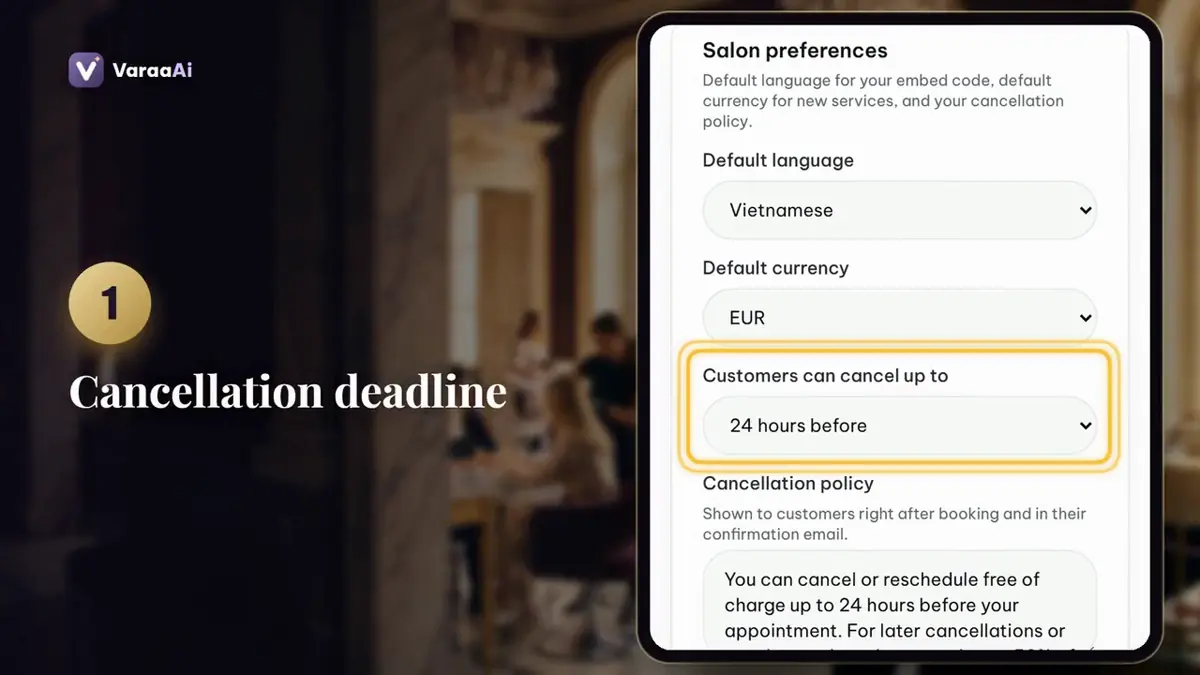 VaraaAi
1
Cancellation deadline
Salon preferences
Default language for your embed code, default
currency for new services, and your cancellation
policy.
Default language
Vietnamese
Default currency
EUR
Customers can cancel up to
24 hours before
Cancellation policy
Shown to customers right after booking and in their
confirmation email.
You can cancel or reschedule free of
charge up to 24 hours before your
appointment. For later cancellations or